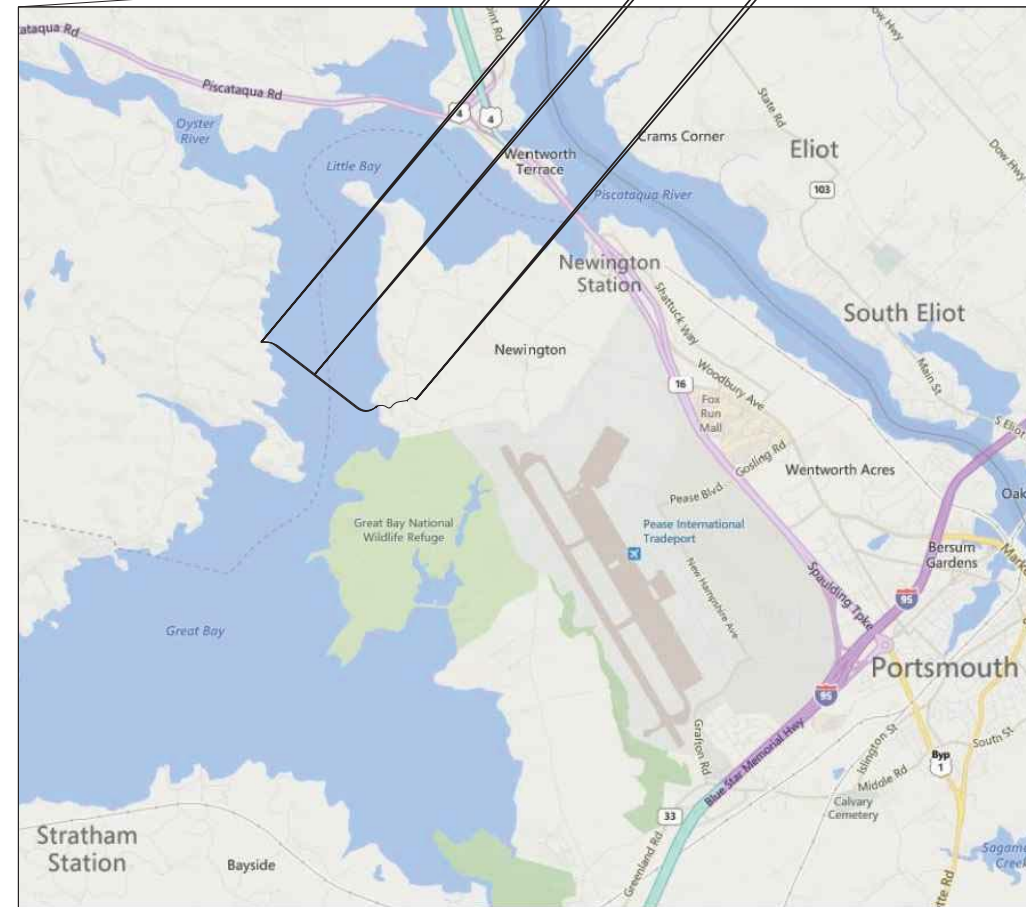 Piscataqua Rd
Oyster
River
Little Bay
4
4
Wentworth
Terrace
Crams Corner
State Rd
Eliot
103
Dow Hwy
Piscataqua River
Newington
Station
Shattuck Way
South Eliot
Newington
16
Woodbury Ave
Main St
Fox
Run
Mall
S Eliot
Gosling Rd
Wentworth Acres
Pease Blvd
Great Bay National
Wildlife Refuge
Pease International
Tradeport
Bersum
Gardens
New Hampshire Ave
Spaulding Tpke
95
Great Bay
Portsmouth
95
Grafton Rd
Blue Star Memorial Hwy
Islington St
South St
Byp
1
Middle Rd
Calvary
Cemetery
33
Greenland Rd
Stratham
Station
Bayside